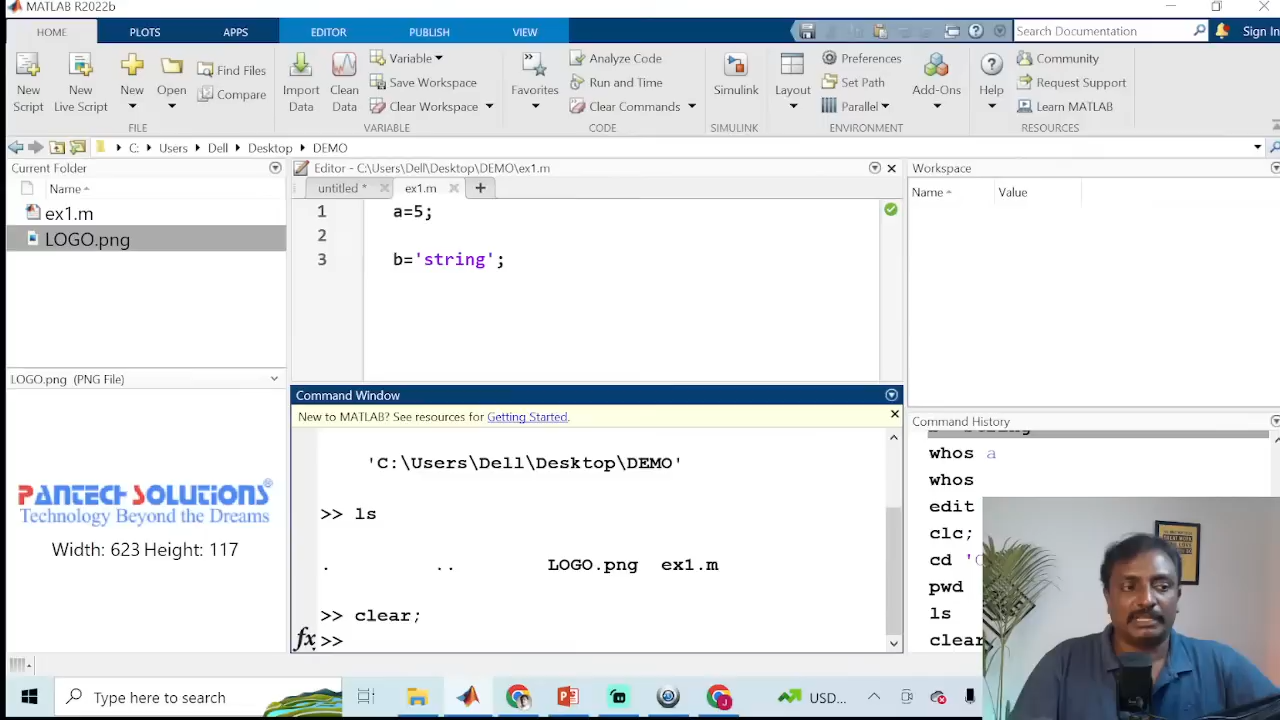 MATLAB R2022b
HOME PLOTS APPS EDITOR PUBLISH VIEW Search Documentation Sign In
New Script New Live Script New Open Find Files Compare
FILE
Import Data Clean Data Variable Save Workspace Clear Workspace
VARIABLE
Favorites Analyze Code Run and Time Clear Commands
CODE
Simulink
SIMULINK
Layout Preferences Set Path Parallel Add-Ons
ENVIRONMENT
Help Community Request Support Learn MATLAB
RESOURCES
C: Users Dell Desktop DEMO
Current Folder
Name
ex1.m
LOGO.png
LOGO.png (PNG File)
PANTECH SOLUTIONS®
Technology Beyond the Dreams
Width: 623 Height: 117
Editor - C:\Users\Dell\Desktop\DEMO\ex1.m
untitled * ex1.m +
1 a=5;
2
3 b='string';
Command Window
New to MATLAB? See resources for Getting Started.
'C:\Users\Dell\Desktop\DEMO'
>> ls
. .. LOGO.png ex1.m
>> clear;
fx >>
Workspace
Name Value
Command History
whos a
whos
edit
clc;
cd 'C
pwd
ls
clear
Type here to search USD...